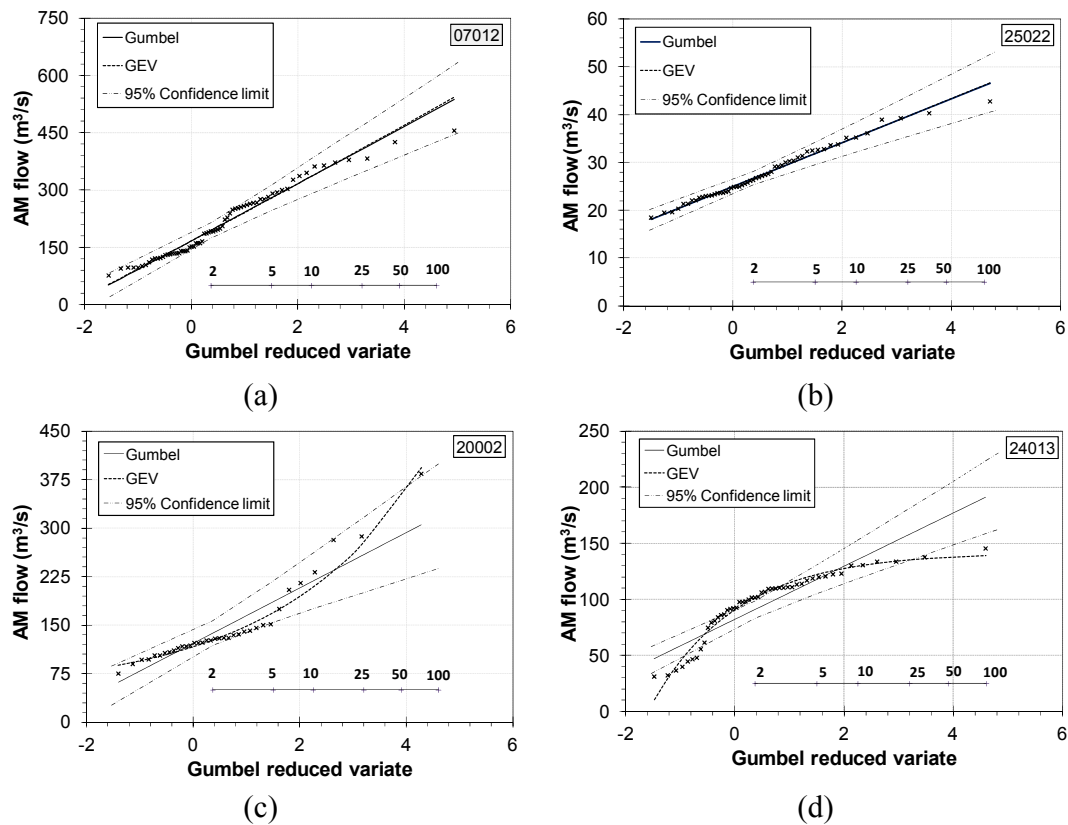 750
600
450
300
150
0
AM flow (m³/s)
Gumbel
GEV
95% Confidence limit
07012
2 5 10 25 50 100
-2 0 2 4 6
Gumbel reduced variate
(a)
60
50
40
30
20
10
0
AM flow(m³/s)
Gumbel
GEV
95% Confidence limit
25022
2 5 10 25 50 100
-2 0 2 4 6
Gumbel reduced variate
(b)
450
375
300
225
150
75
0
AM flow (m³/s)
Gumbel
GEV
95% Confidence limit
20002
2 5 10 25 50 100
-2 0 2 4 6
Gumbel reduced variate
(c)
250
200
150
100
50
0
AM flow (m³/s)
Gumbel
GEV
95% Confidence limit
24013
2 5 10 25 50 100
-2 0 2 4 6
Gumbel reduced variate
(d)